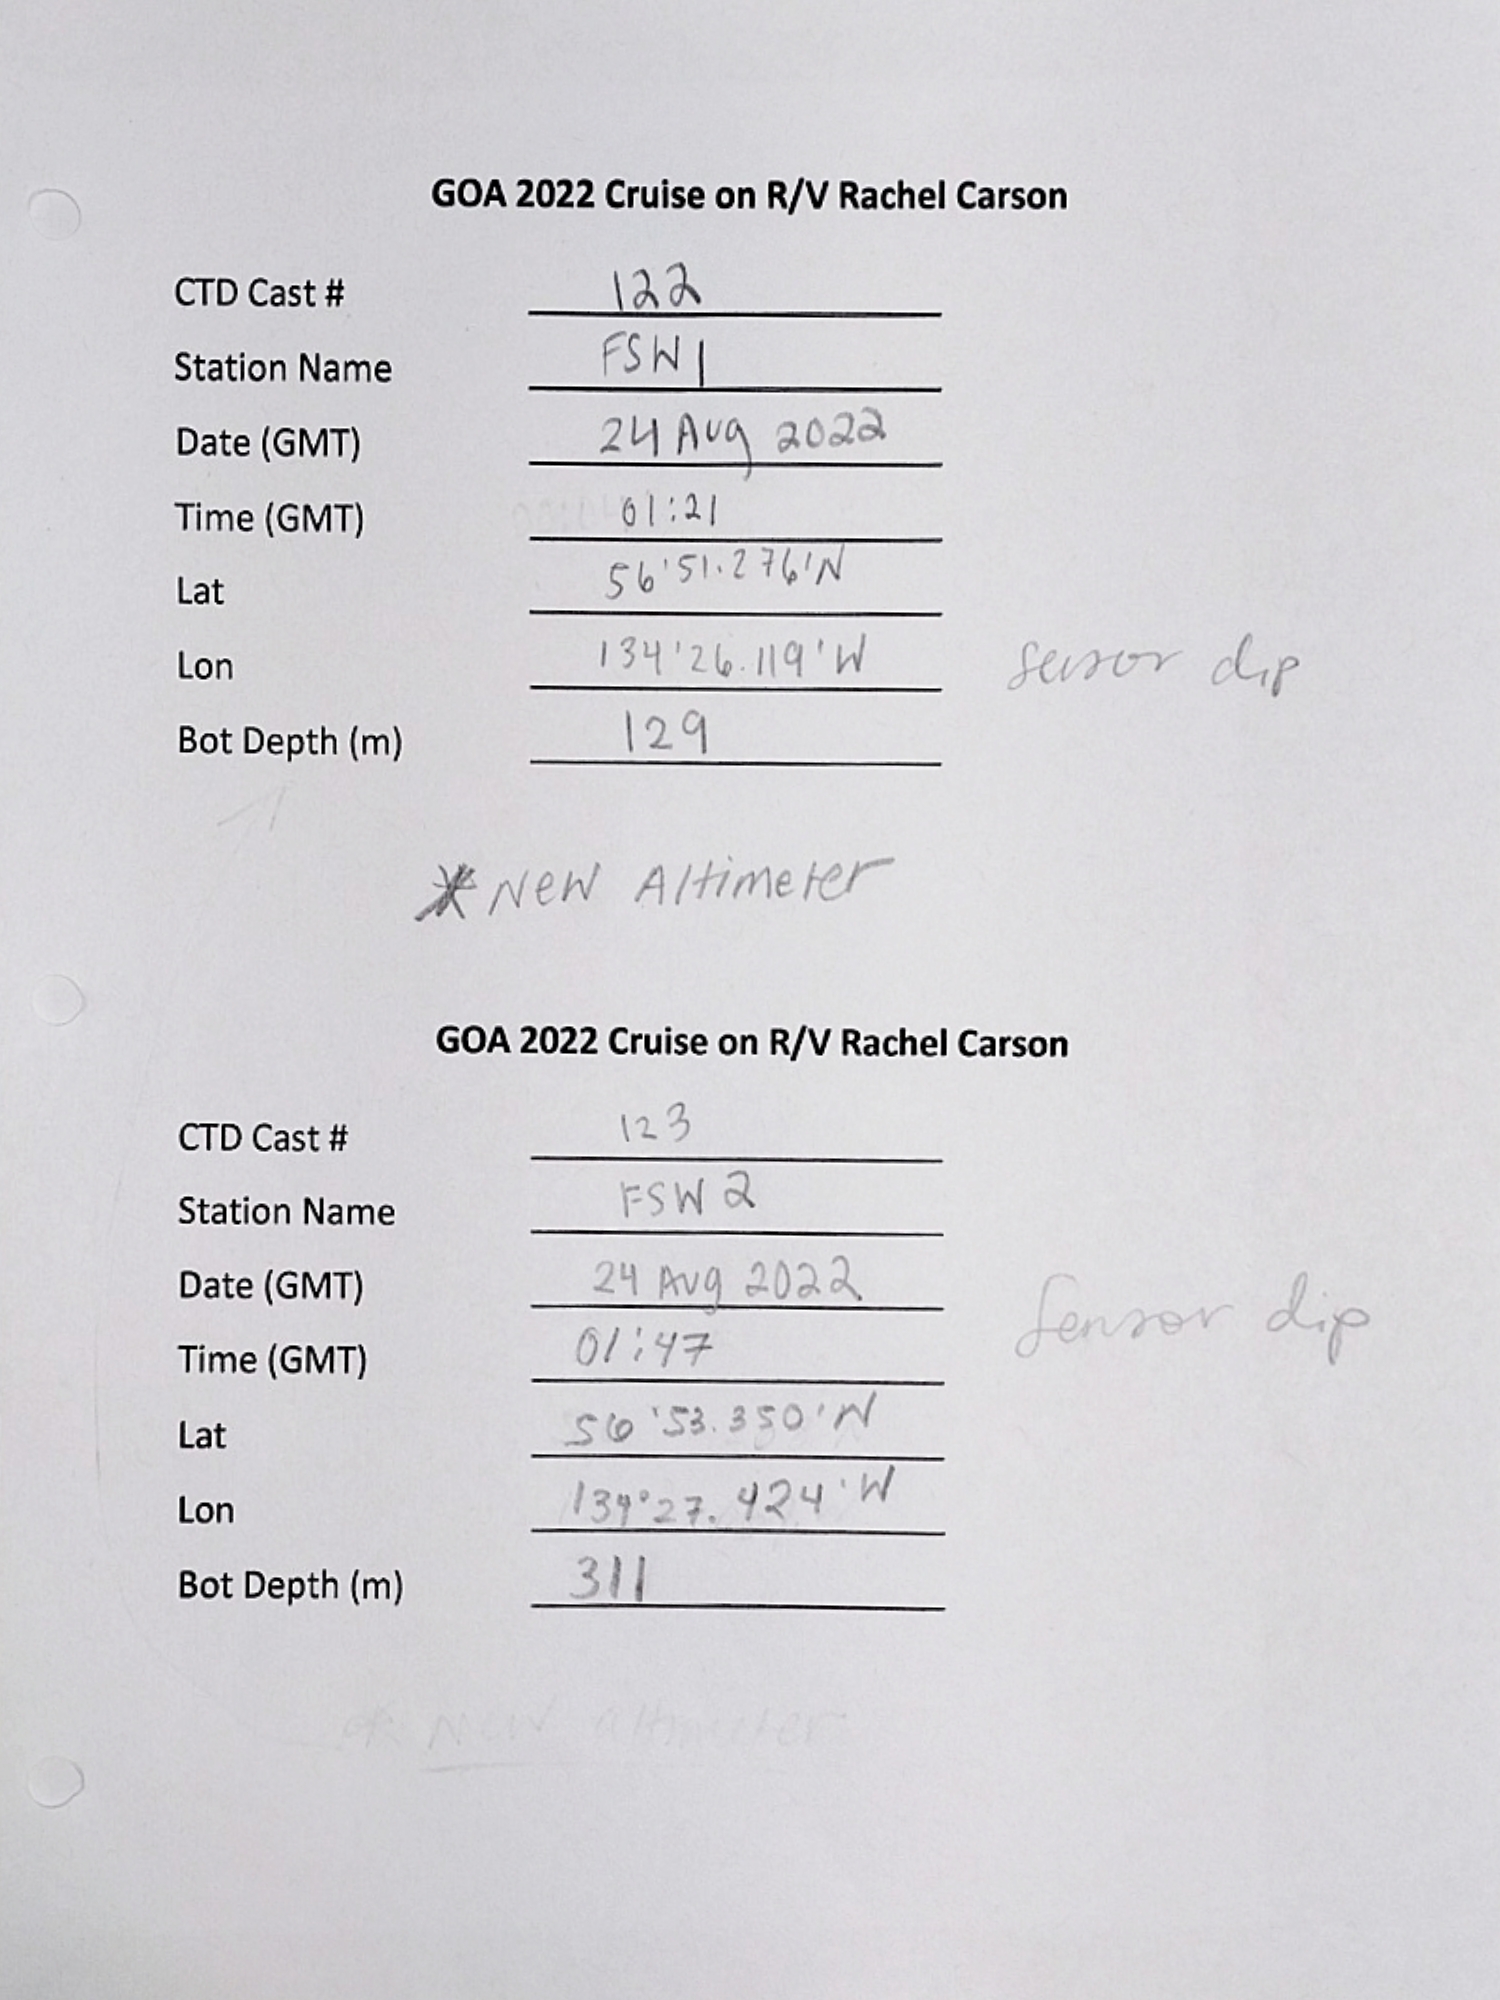 GOA 2022 Cruise on R/V Rachel Carson
CTD Cast # 122
Station Name FSW1
Date (GMT) 24 Aug 2022
Time (GMT) 01:21
Lat 56'51.276'N
Lon 134'26.119'W sensor dip
Bot Depth (m) 129
* New Altimeter
GOA 2022 Cruise on R/V Rachel Carson
CTD Cast # 123
Station Name FSW2
Date (GMT) 24 Aug 2022
Time (GMT) 01:47 Sensor dip
Lat 56'53.350'N
Lon 134°27.424'W
Bot Depth (m) 311
* New Altimeter